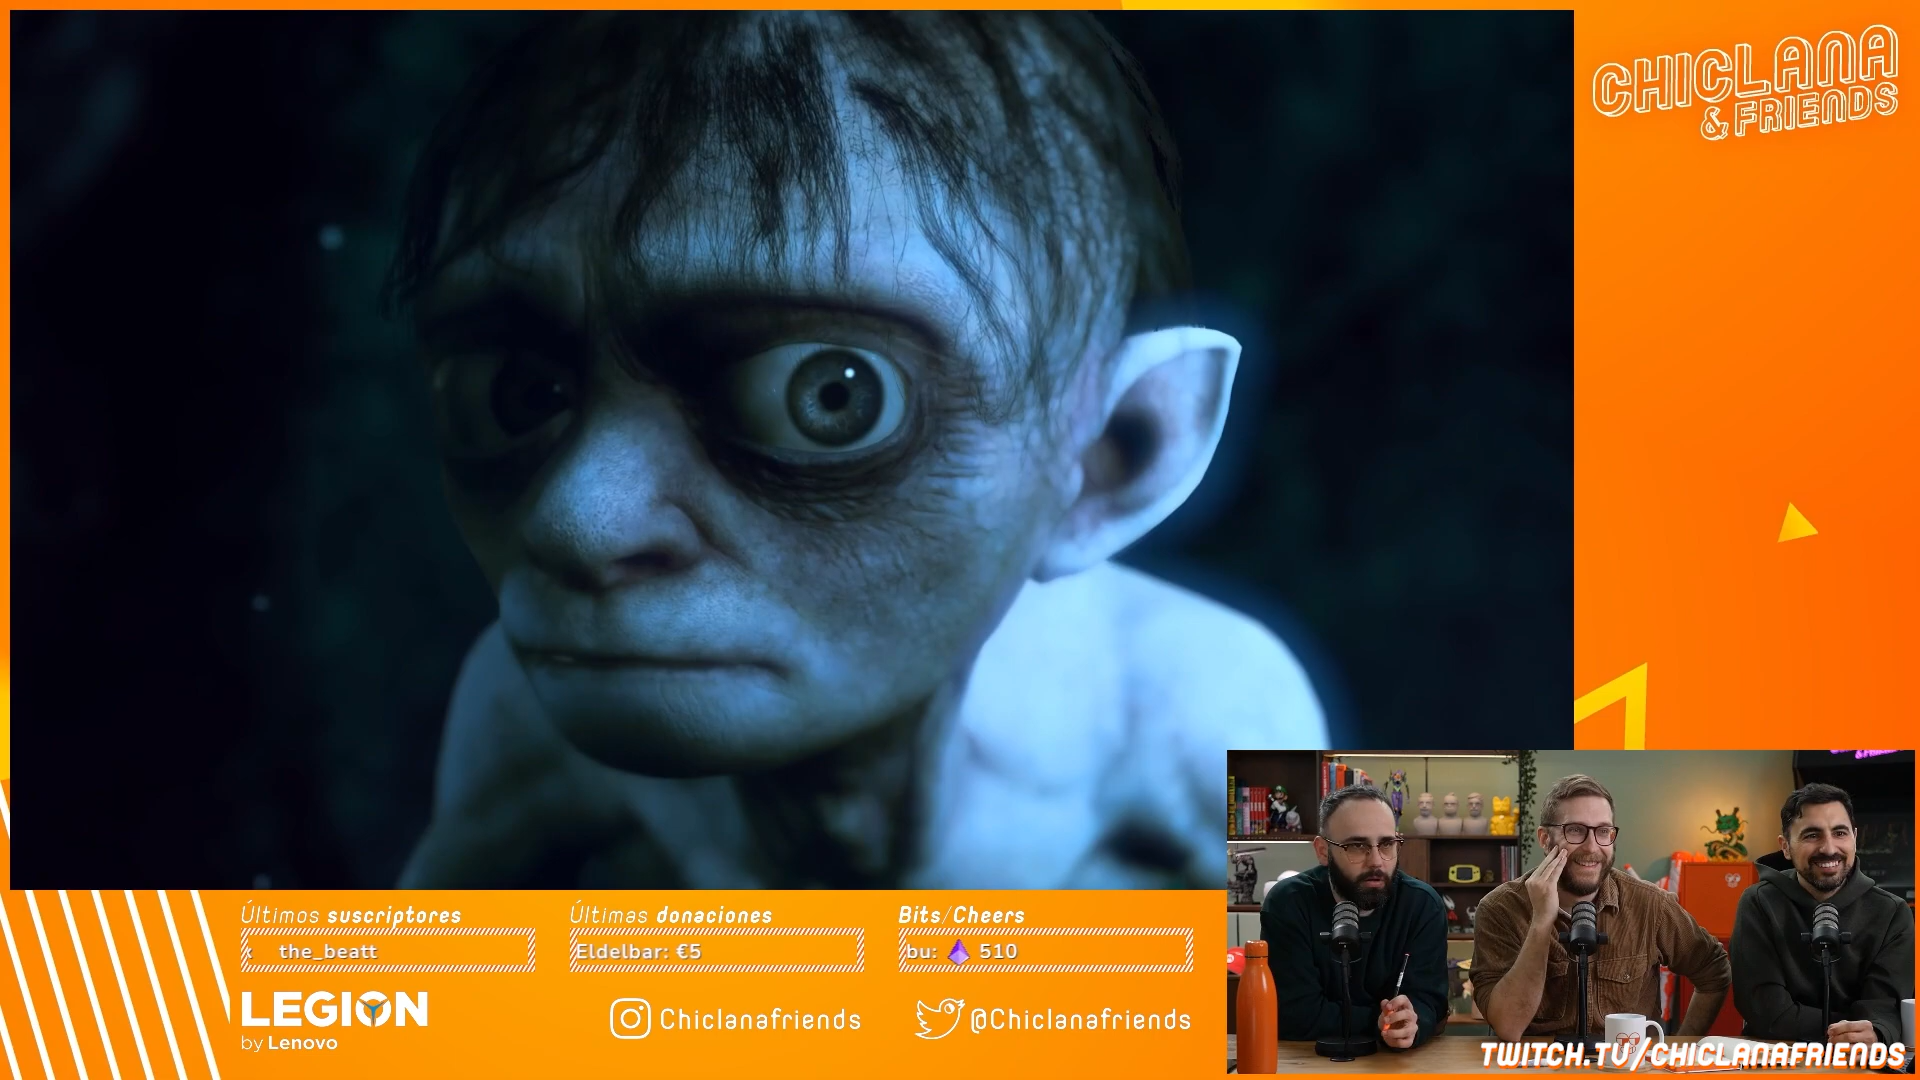 CHICLANA
& FRIENDS
Últimos suscriptores
the_beatt
Últimas donaciones
Eldelbar: €5
Bits/Cheers
bu: 510
LEGION
by Lenovo
Chiclanafriends
@Chiclanafriends
TWITCH.TV/CHICLANAFRIENDS